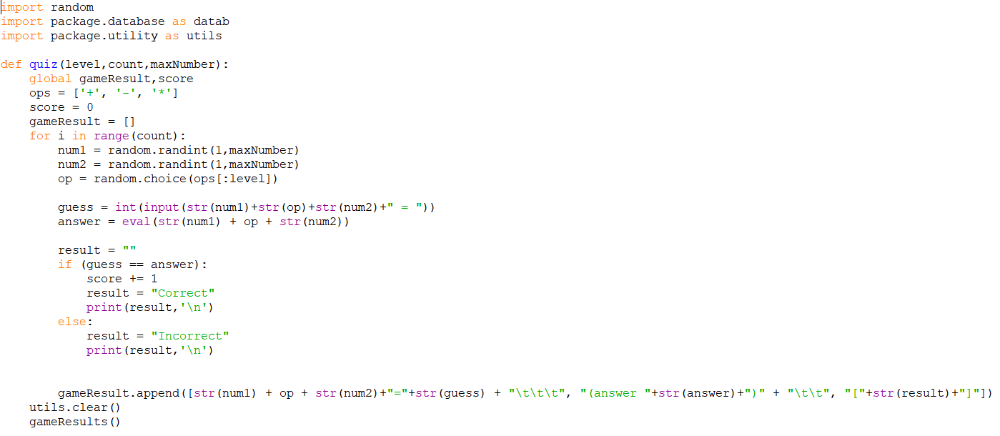 import random
import package.database as datab
import package.utility as utils

def quiz(level,count,maxNumber):
    global gameResult,score
    ops = ['+', '-', '*']
    score = 0
    gameResult = []
    for i in range(count):
        num1 = random.randint(1,maxNumber)
        num2 = random.randint(1,maxNumber)
        op = random.choice(ops[:level])

        guess = int(input(str(num1)+str(op)+str(num2)+" = "))
        answer = eval(str(num1) + op + str(num2))

        result = ""
        if (guess == answer):
            score += 1
            result = "Correct"
            print(result,'\n')
        else:
            result = "Incorrect"
            print(result,'\n')


        gameResult.append([str(num1) + op + str(num2)+"="+str(guess) + "\t\t\t", "(answer "+str(answer)+")" + "\t\t", "["+str(result)+"]"])
    utils.clear()
    gameResults()